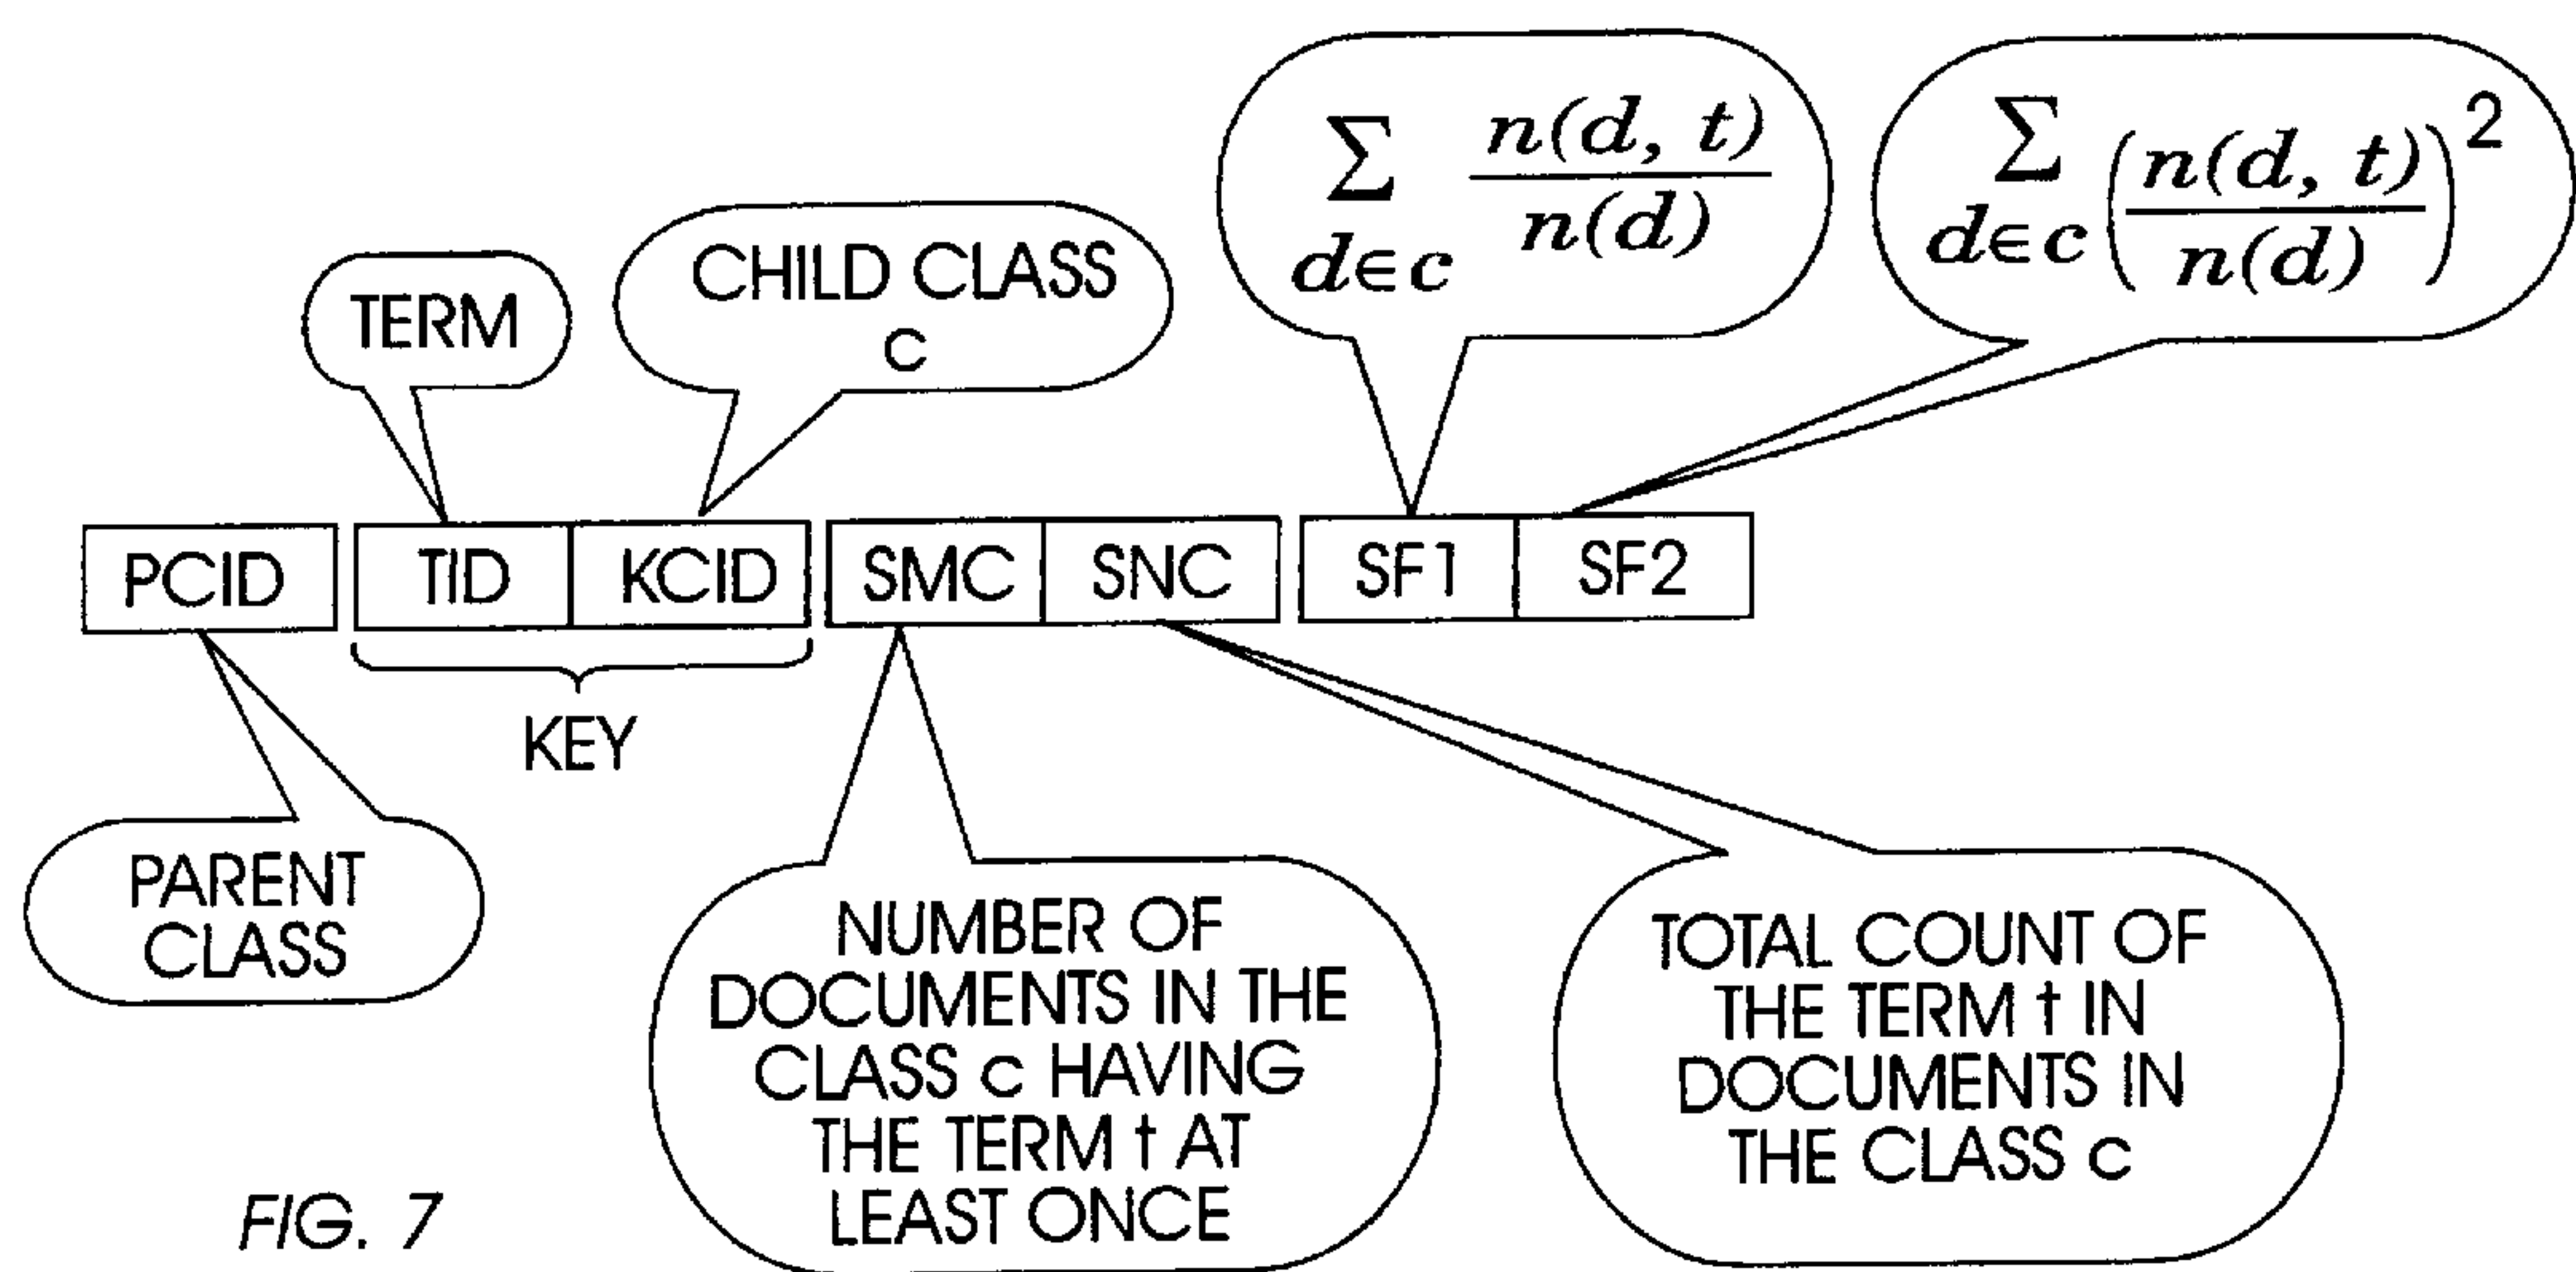 ∑ d∈c n(d, t) / n(d)
∑ d∈c (n(d, t) / n(d))²
TERM
CHILD CLASS
c
PCID TID KCID SMC SNC SF1 SF2
KEY
PARENT
CLASS
NUMBER OF
DOCUMENTS IN THE
CLASS c HAVING
THE TERM t AT
LEAST ONCE
TOTAL COUNT OF
THE TERM t IN
DOCUMENTS IN
THE CLASS c
FIG. 7